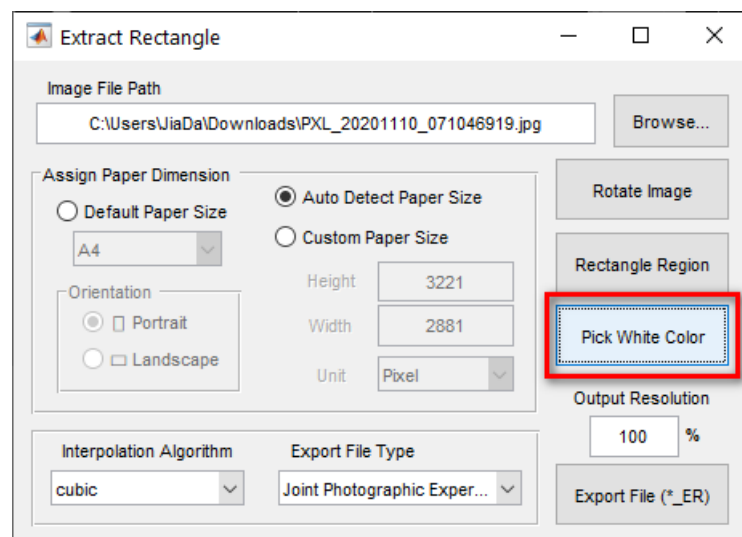 Extract Rectangle
Image File Path
C:\Users\JiaDa\Downloads\PXL_20201110_071046919.jpg
Browse...
Assign Paper Dimension
Default Paper Size
A4
Orientation
Portrait
Landscape
Auto Detect Paper Size
Custom Paper Size
Height 3221
Width 2881
Unit Pixel
Rotate Image
Rectangle Region
Pick White Color
Output Resolution
100 %
Interpolation Algorithm
cubic
Export File Type
Joint Photographic Exper...
Export File (*_ER)